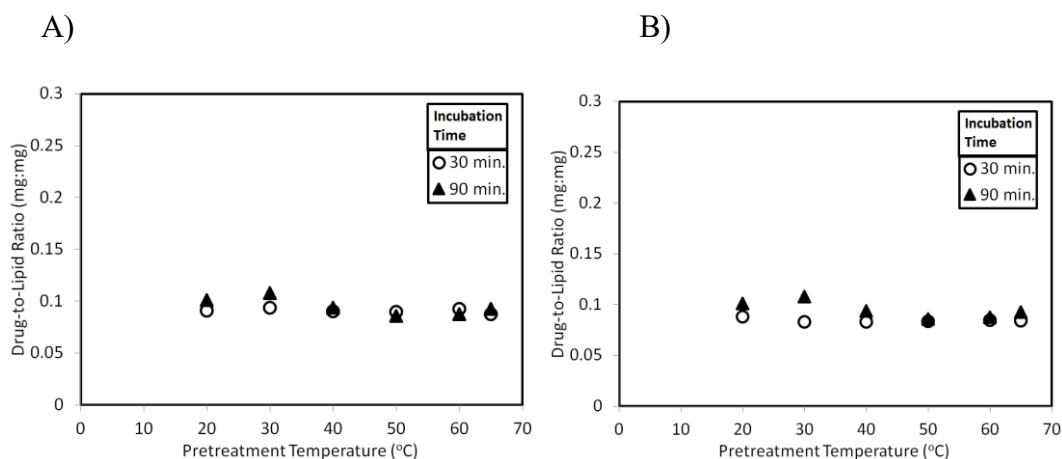 A)
B)
0.3
0.25
0.2
0.15
0.1
0.05
0
Drug-to-Lipid Ratio (mg:mg)
Incubation
Time
30 min.
90 min.
0 10 20 30 40 50 60 70
Pretreatment Temperature (°C)
0.3
0.25
0.2
0.15
0.1
0.05
0
Drug-to-Lipid Ratio (mg:mg)
Incubation
Time
30 min.
90 min.
0 10 20 30 40 50 60 70
Pretreatment Temperature (°C)